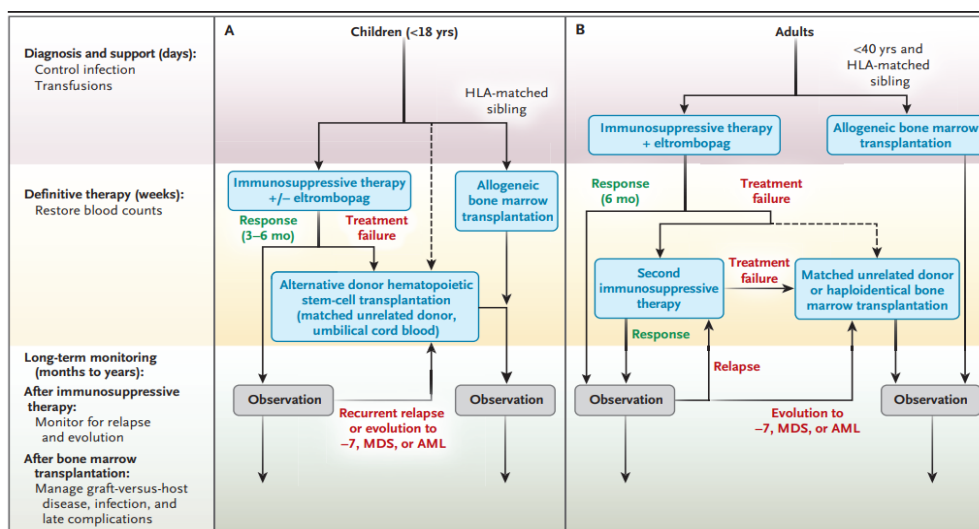 Diagnosis and support (days):
Control infection
Transfusions
Definitive therapy (weeks):
Restore blood counts
Long-term monitoring
(months to years):
After immunosuppressive
therapy:
Monitor for relapse
and evolution
After bone marrow
transplantation:
Manage graft-versus-host
disease, infection, and
late complications
A
Children (<18 yrs)
HLA-matched
sibling
Immunosuppressive therapy
+/– eltrombopag
Allogeneic
bone marrow
transplantation
Response
(3–6 mo)
Treatment
failure
Alternative donor hematopoietic
stem-cell transplantation
(matched unrelated donor,
umbilical cord blood)
Observation
Recurrent relapse
or evolution to
–7, MDS, or AML
Observation
B
Adults
<40 yrs and
HLA-matched
sibling
Immunosuppressive therapy
+ eltrombopag
Allogeneic bone marrow
transplantation
Response
(6 mo)
Treatment
failure
Second
immunosuppressive
therapy
Treatment
failure
Matched unrelated donor
or haploidentical bone
marrow transplantation
Response
Relapse
Observation
Evolution to
–7, MDS, or AML
Observation